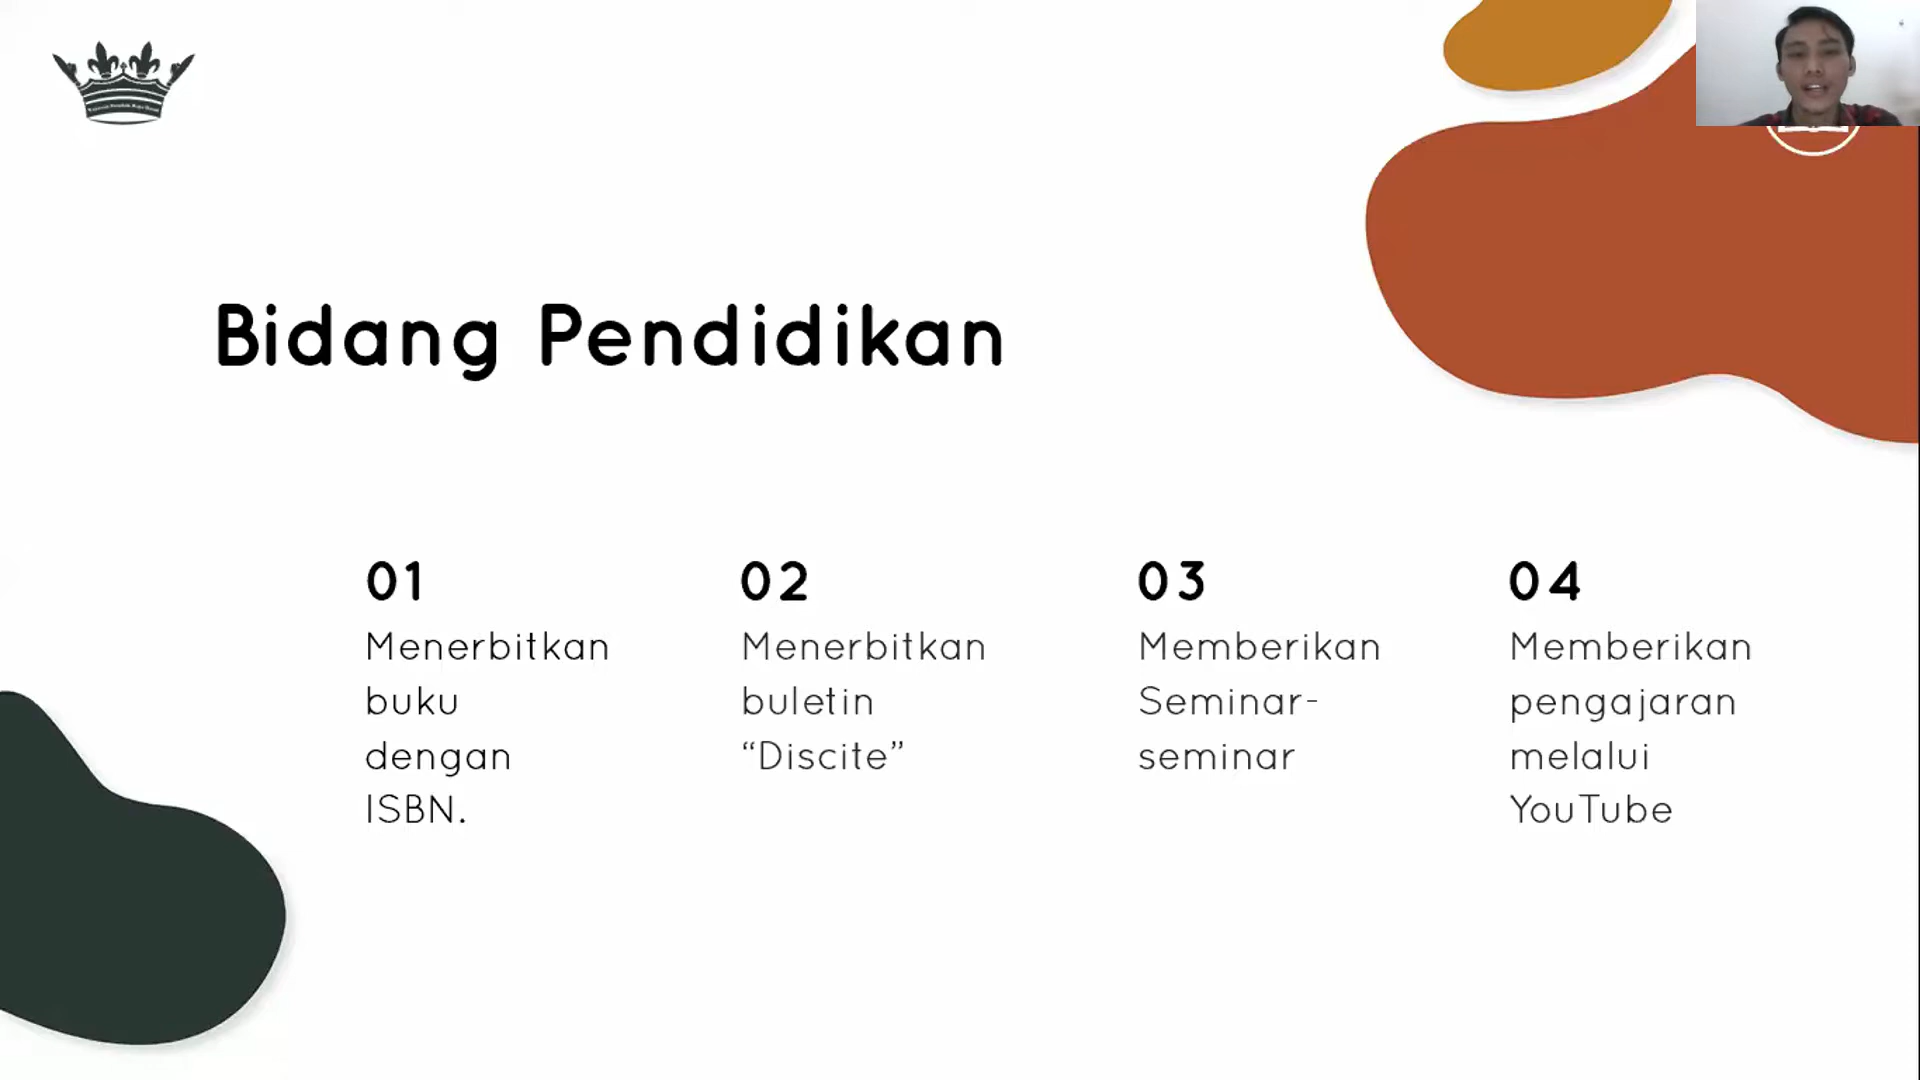 Bidang Pendidikan
01
Menerbitkan
buku
dengan
ISBN.
02
Menerbitkan
buletin
“Discite”
03
Memberikan
Seminar-
seminar
04
Memberikan
pengajaran
melalui
YouTube